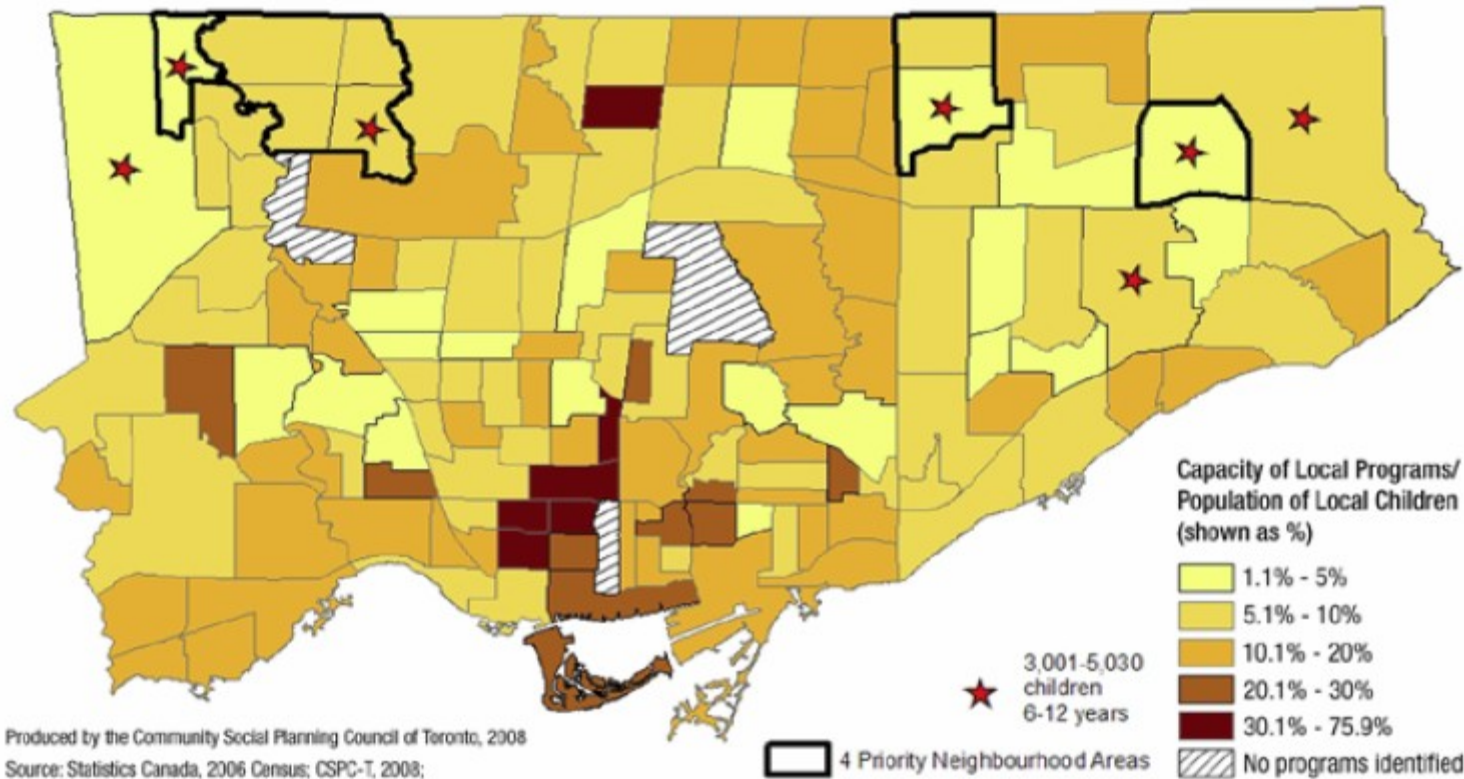 Capacity of Local Programs/
Population of Local Children
(shown as %)
1.1% - 5%
5.1% - 10%
10.1% - 20%
20.1% - 30%
30.1% - 75.9%
No programs identified
3,001-5,030
children
6-12 years
4 Priority Neighbourhood Areas
Produced by the Community Social Planning Council of Toronto, 2008
Source: Statistics Canada, 2006 Census; CSPC-T, 2008;